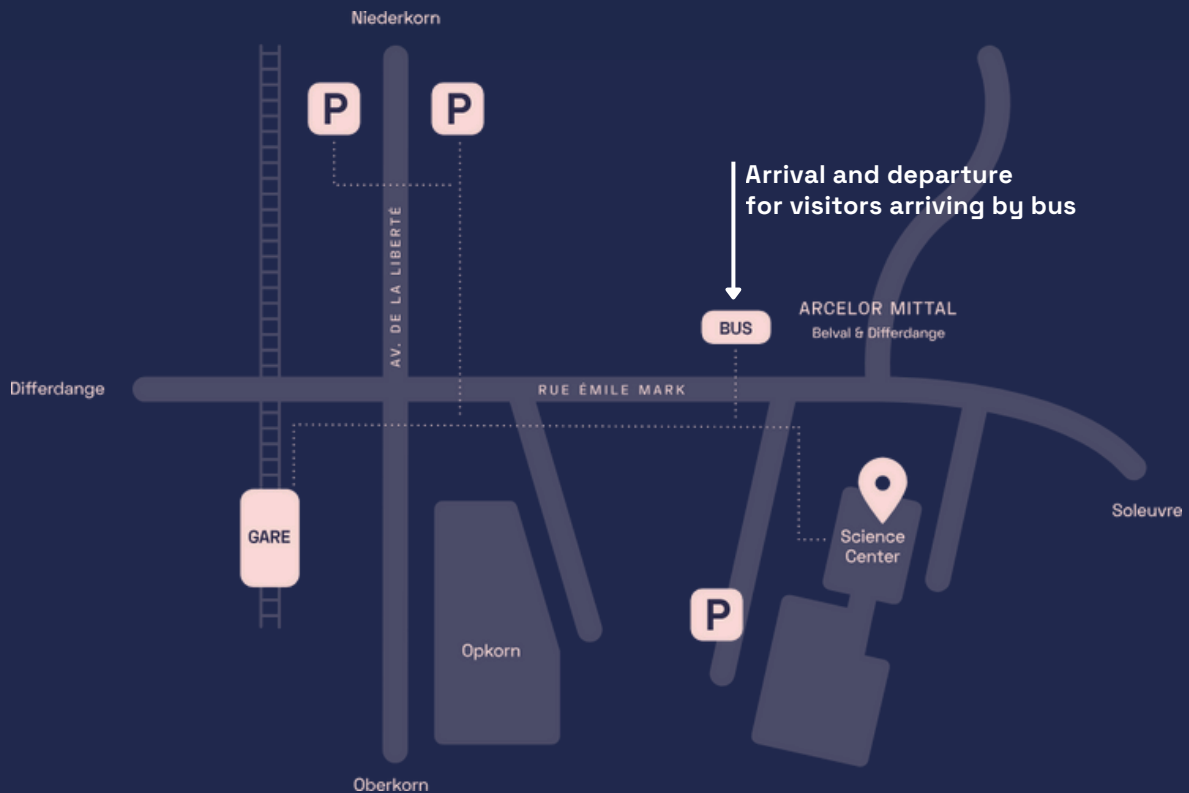 Niederkorn
P
P
Arrival and departure
for visitors arriving by bus
AV. DE LA LIBERTÉ
ARCELOR MITTAL
Belval & Differdange
BUS
Differdange
RUE ÉMILE MARK
Soleuvre
GARE
Science
Center
P
Opkorn
Oberkorn